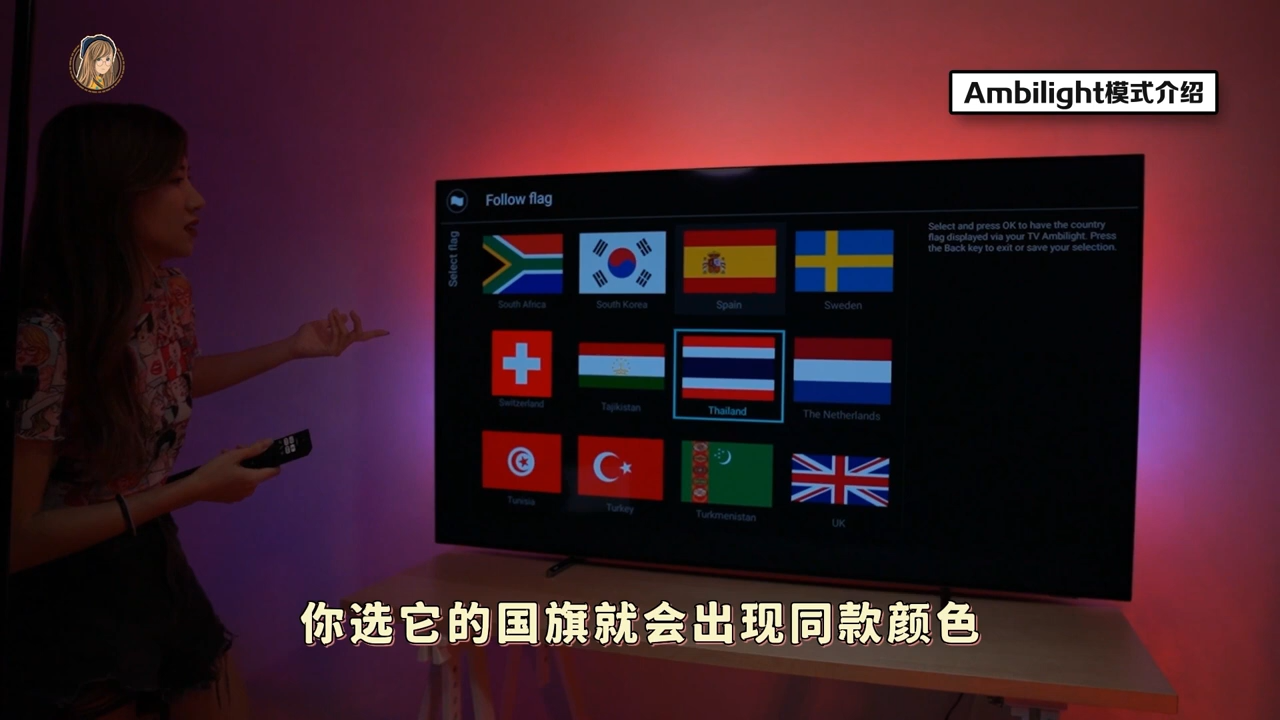 Ambilight模式介绍
Follow flag
Select flag
Select and press OK to have the country
flag displayed via your TV Ambilight. Press
the Back key to exit or save your selection.
South Africa
South Korea
Spain
Sweden
Switzerland
Tajikistan
Thailand
The Netherlands
Tunisia
Turkey
Turkmenistan
UK
你选它的国旗就会出现同款颜色